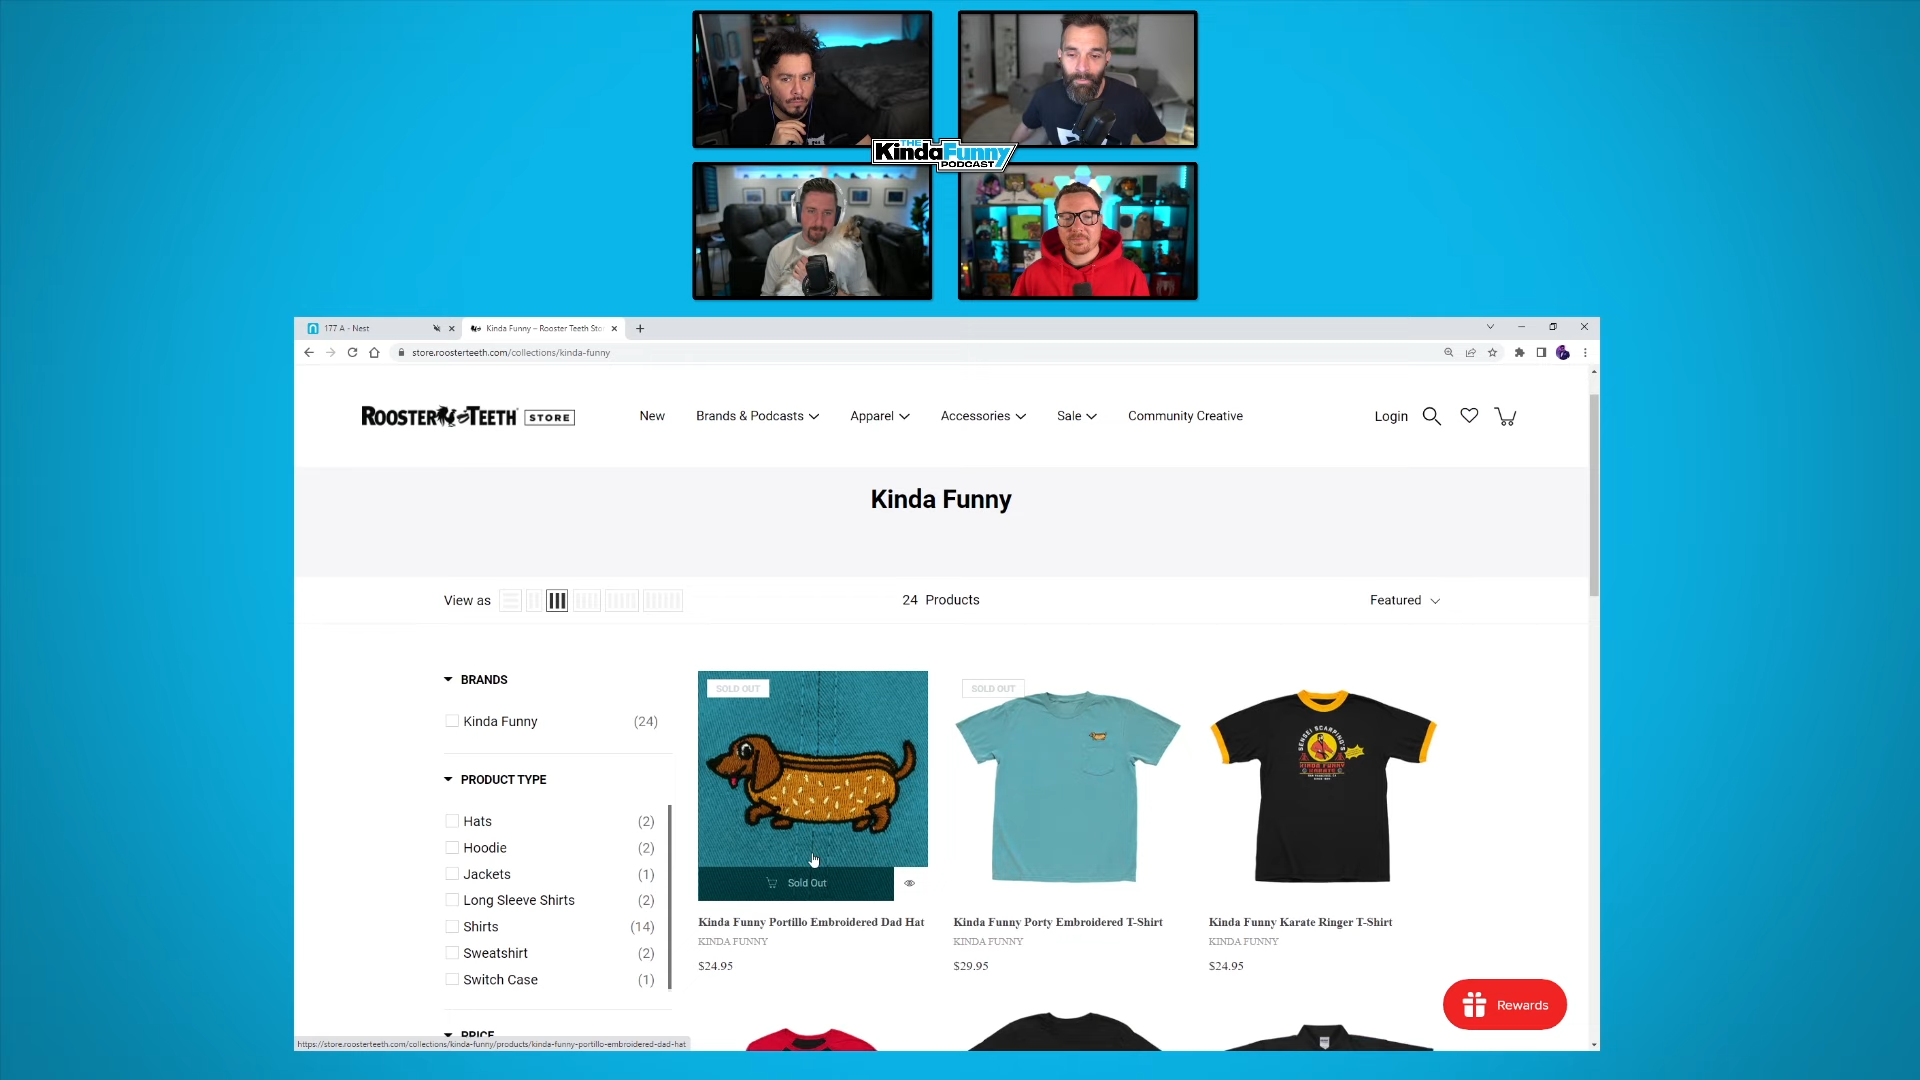 THE
KindaFunny
PODCAST
177 A - Nest
Kinda Funny – Rooster Teeth Sto
store.roosterteeth.com/collections/kinda-funny
ROOSTER TEETH STORE
New
Brands & Podcasts
Apparel
Accessories
Sale
Community Creative
Login
Kinda Funny
View as
24 Products
Featured
BRANDS
Kinda Funny (24)
PRODUCT TYPE
Hats (2)
Hoodie (2)
Jackets (1)
Long Sleeve Shirts (2)
Shirts (14)
Sweatshirt (2)
Switch Case (1)
PRICE
SOLD OUT
Sold Out
Kinda Funny Portillo Embroidered Dad Hat
KINDA FUNNY
$24.95
SOLD OUT
Kinda Funny Porty Embroidered T-Shirt
KINDA FUNNY
$29.95
SENSEI SCARPINO'S
KINDA FUNNY
KARATE
Kinda Funny Karate Ringer T-Shirt
KINDA FUNNY
$24.95
Rewards
https://store.roosterteeth.com/collections/kinda-funny/products/kinda-funny-portillo-embroidered-dad-hat